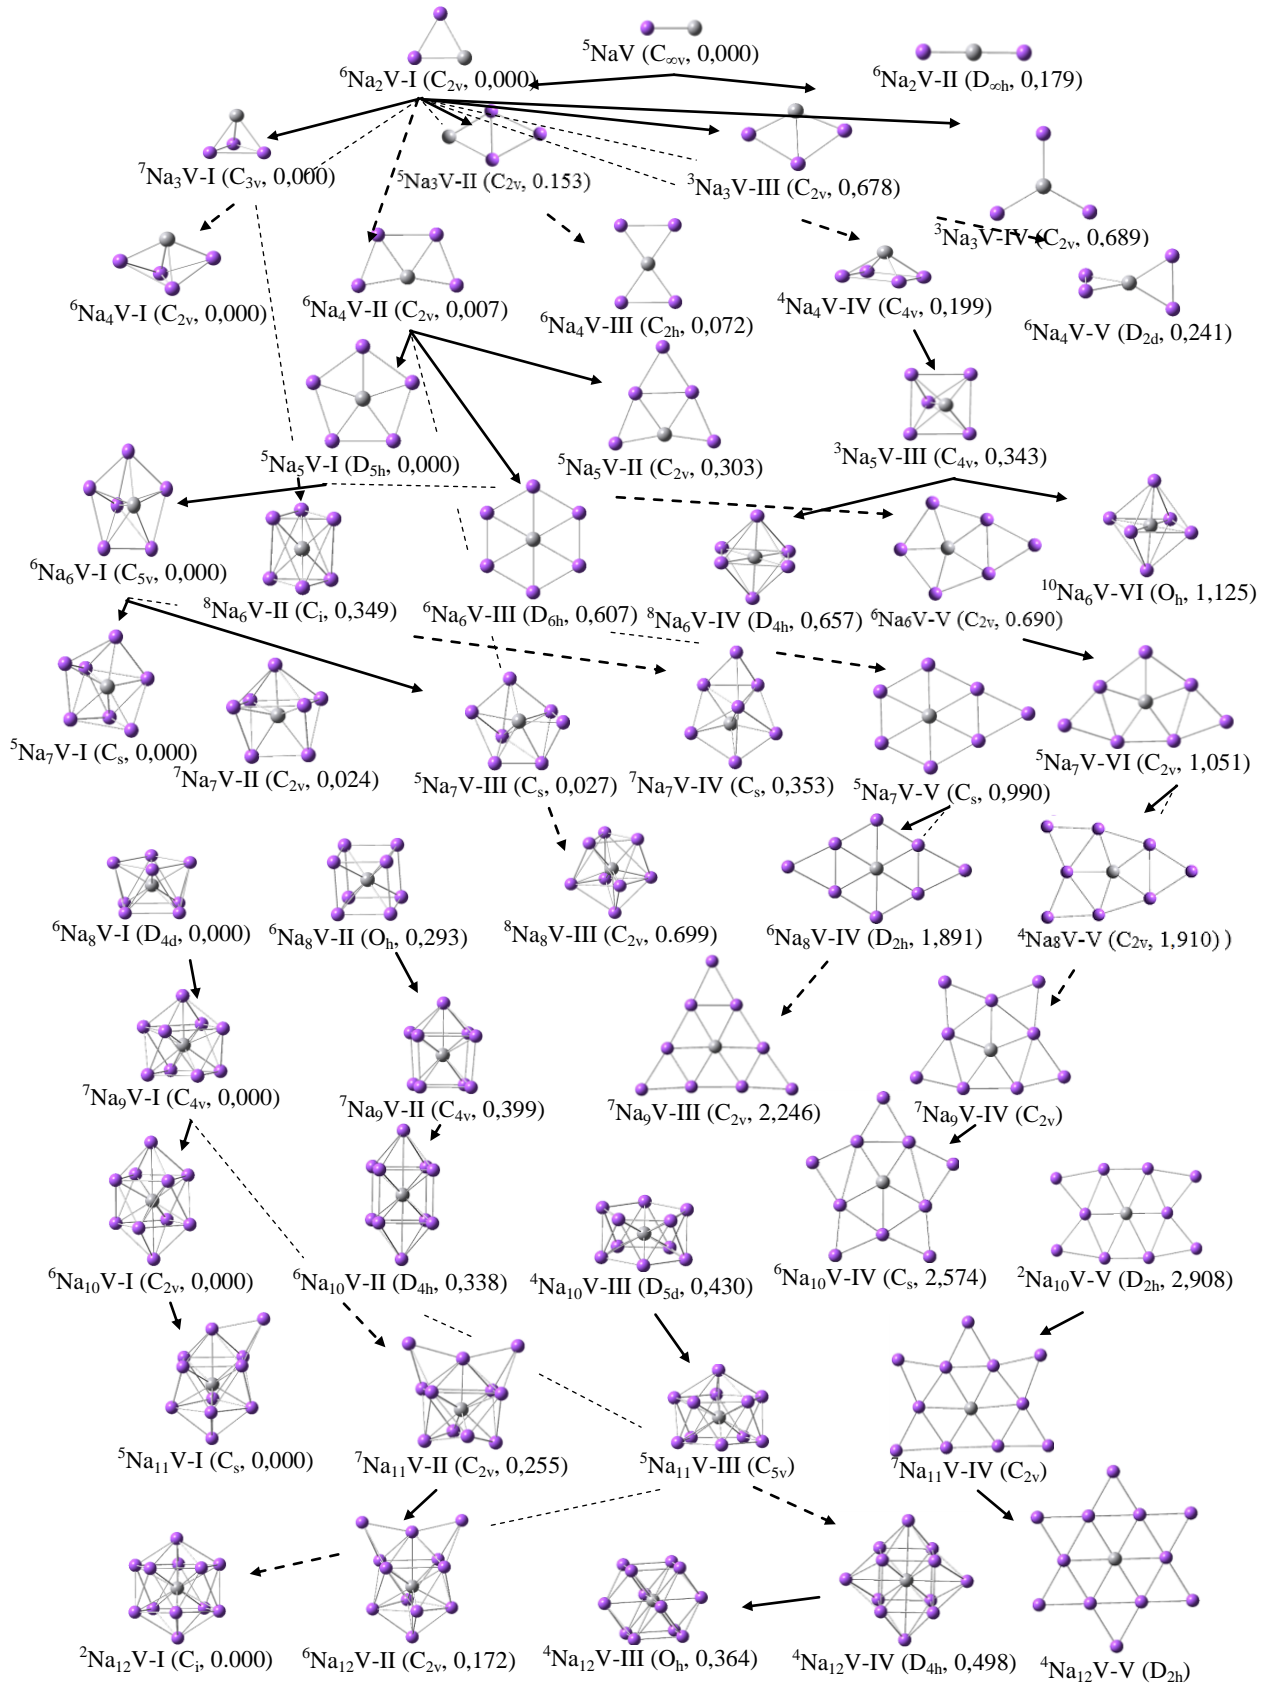 ⁵NaV (C∞v, 0,000)
⁶Na₂V-I (C₂v, 0,000)
⁶Na₂V-II (D∞h, 0,179)
⁷Na₃V-I (C₃v, 0,000)
⁵Na₃V-II (C₂v, 0.153)
³Na₃V-III (C₂v, 0,678)
³Na₃V-IV (C₂v, 0,689)
⁶Na₄V-I (C₂v, 0,000)
⁶Na₄V-II (C₂v, 0,007)
⁶Na₄V-III (C₂h, 0,072)
⁴Na₄V-IV (C₄v, 0,199)
⁶Na₄V-V (D₂d, 0,241)
⁵Na₅V-I (D₅h, 0,000)
⁵Na₅V-II (C₂v, 0,303)
³Na₅V-III (C₄v, 0,343)
⁶Na₆V-I (C₅v, 0,000)
⁸Na₆V-II (Cᵢ, 0,349)
⁶Na₆V-III (D₆h, 0,607)
⁸Na₆V-IV (D₄h, 0,657)
⁶Na₆V-V (C₂v, 0.690)
¹⁰Na₆V-VI (Oₕ, 1,125)
⁵Na₇V-I (Cₛ, 0,000)
⁷Na₇V-II (C₂v, 0,024)
⁵Na₇V-III (Cₛ, 0,027)
⁷Na₇V-IV (Cₛ, 0,353)
⁵Na₇V-V (Cₛ, 0,990)
⁵Na₇V-VI (C₂v, 1,051)
⁶Na₈V-I (D₄d, 0,000)
⁶Na₈V-II (Oₕ, 0,293)
⁸Na₈V-III (C₂v, 0.699)
⁶Na₈V-IV (D₂h, 1,891)
⁴Na₈V-V (C₂v, 1,910) )
⁷Na₉V-I (C₄v, 0,000)
⁷Na₉V-II (C₄v, 0,399)
⁷Na₉V-III (C₂v, 2,246)
⁷Na₉V-IV (C₂v)
⁶Na₁₀V-I (C₂v, 0,000)
⁶Na₁₀V-II (D₄h, 0,338)
⁴Na₁₀V-III (D₅d, 0,430)
⁶Na₁₀V-IV (Cₛ, 2,574)
²Na₁₀V-V (D₂h, 2,908)
⁵Na₁₁V-I (Cₛ, 0,000)
⁷Na₁₁V-II (C₂v, 0,255)
⁵Na₁₁V-III (C₅v)
⁷Na₁₁V-IV (C₂v)
²Na₁₂V-I (Cᵢ, 0.000)
⁶Na₁₂V-II (C₂v, 0,172)
⁴Na₁₂V-III (Oₕ, 0,364)
⁴Na₁₂V-IV (D₄h, 0,498)
⁴Na₁₂V-V (D₂h)